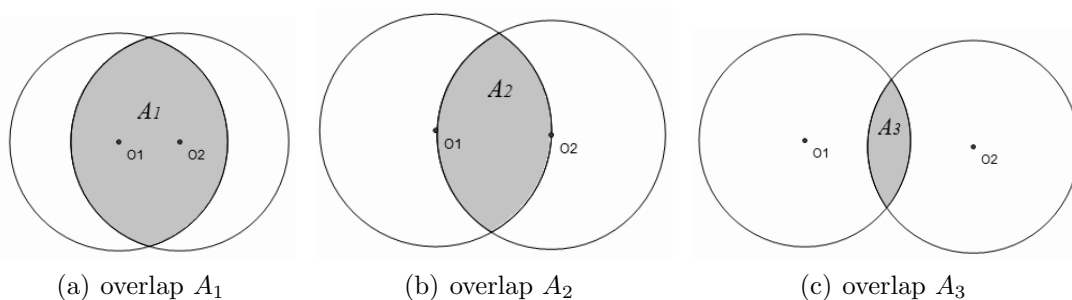 A1
O1 O2
A2
O1 O2
A3
O1 O2
(a) overlap A1
(b) overlap A2
(c) overlap A3